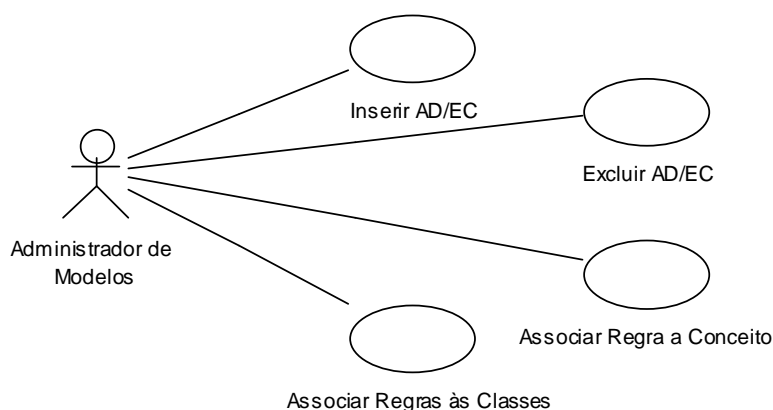 Inserir AD/EC
Excluir AD/EC
Administrador de
Modelos
Associar Regra a Conceito
Associar Regras às Classes